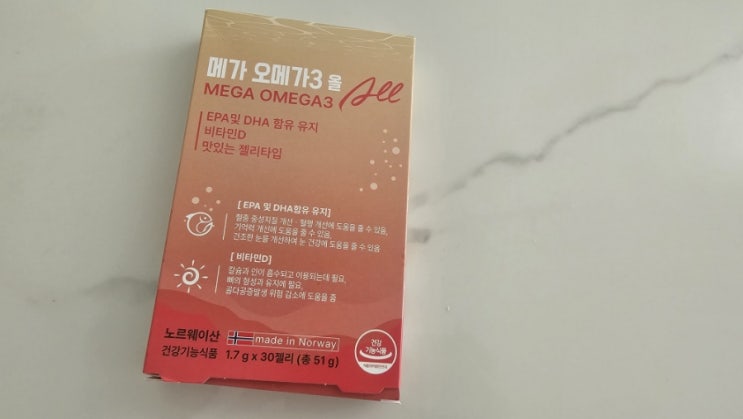 메가 오메가3 올
MEGA OMEGA3 All
EPA및 DHA 함유 유지
비타민D
맛있는 젤리타입
[ EPA 및 DHA함유 유지]
혈중 중성지질 개선 · 혈행 개선에 도움을 줄 수 있음,
기억력 개선에 도움을 줄 수 있음,
건조한 눈을 개선하여 눈 건강에 도움을 줄 수 있음
[ 비타민D]
칼슘과 인이 흡수되고 이용되는데 필요,
뼈의 형성과 유지에 필요,
골다공증발생 위험 감소에 도움을 줌
노르웨이산 made in Norway
건강기능식품 1.7 g x 30젤리 (총 51 g)
건강
기능식품